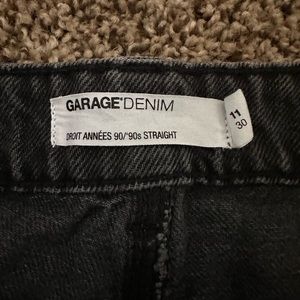 GARAGE®DENIM
DROIT ANNÉES 90/'90s STRAIGHT
11
30